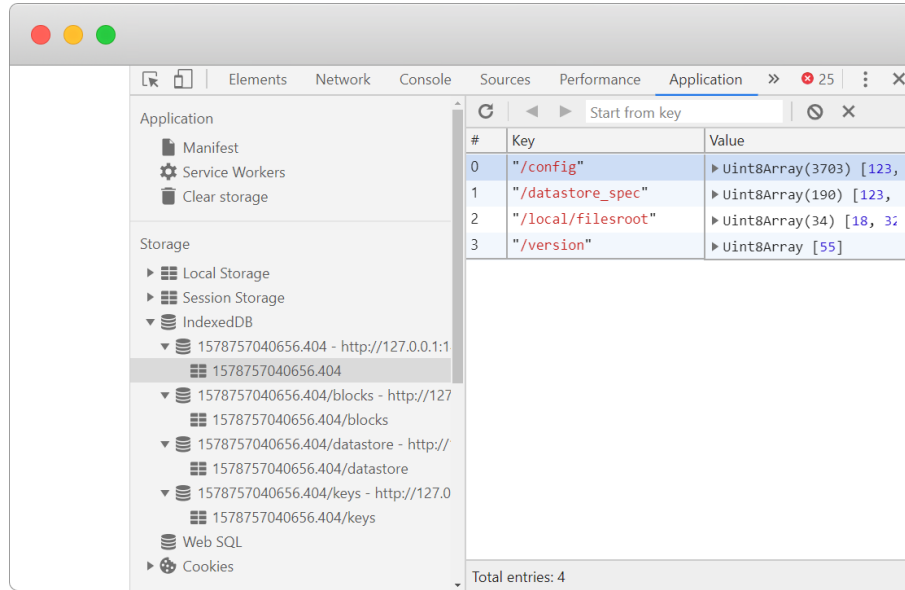 Elements Network Console Sources Performance Application » 25
Application
Manifest
Service Workers
Clear storage
Storage
Local Storage
Session Storage
IndexedDB
1578757040656.404 - http://127.0.0.1:1
1578757040656.404
1578757040656.404/blocks - http://127
1578757040656.404/blocks
1578757040656.404/datastore - http://
1578757040656.404/datastore
1578757040656.404/keys - http://127.0
1578757040656.404/keys
Web SQL
Cookies
Start from key
# Key Value
0 "/config" Uint8Array(3703) [123,
1 "/datastore_spec" Uint8Array(190) [123,
2 "/local/filesroot" Uint8Array(34) [18, 32
3 "/version" Uint8Array [55]
Total entries: 4